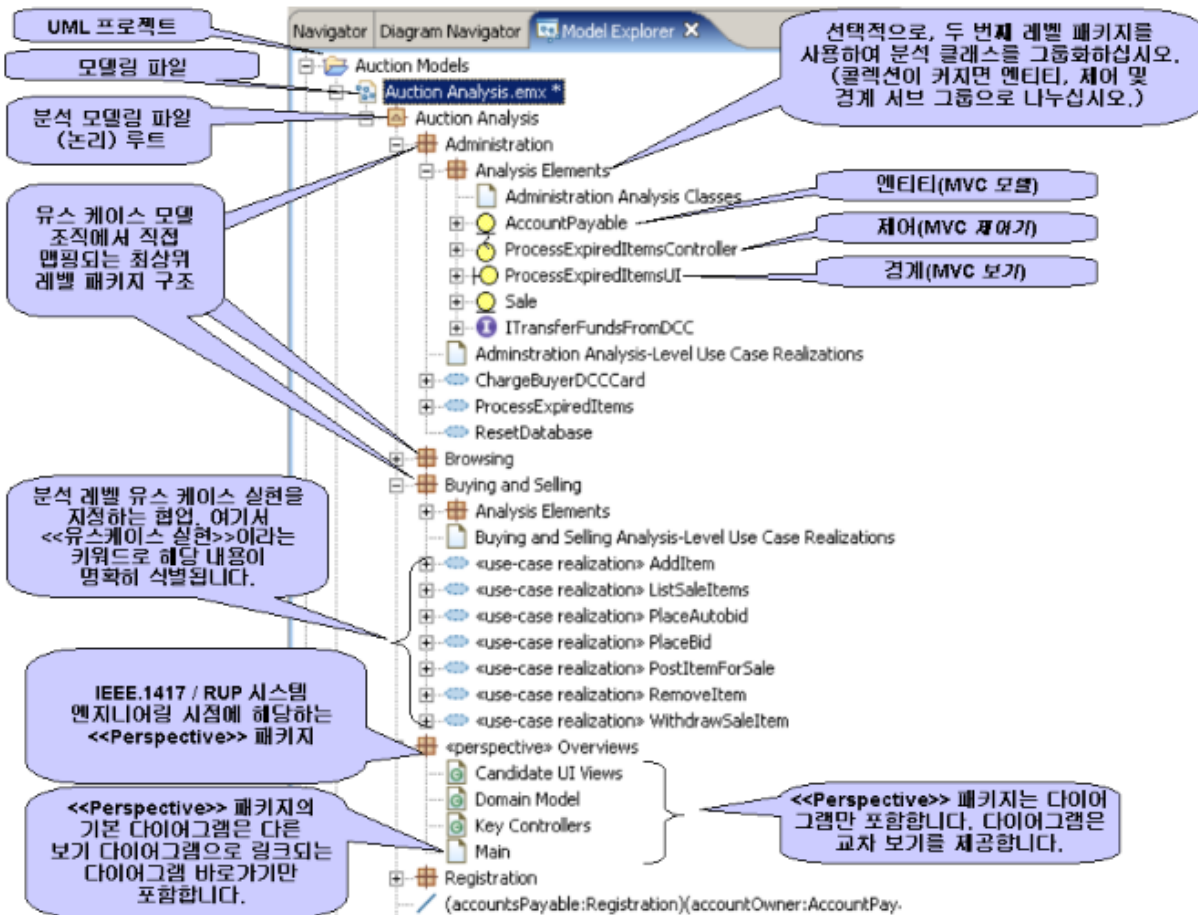 UML 프로젝트
모델링 파일
분석 모델링 파일
(논리) 루트
유스 케이스 모델
조직에서 직접
맵핑되는 최상위
레벨 패키지 구조
분석 레벨 유스 케이스 실현을
지정하는 협업. 여기서
<<유스케이스 실현>>이라는
키워드로 해당 내용이
명확히 식별됩니다.
IEEE.1417 / RUP 시스템
엔지니어링 시점에 해당하는
<<Perspective>> 패키지
<<Perspective>> 패키지의
기본 다이어그램은 다른
보기 다이어그램으로 링크되는
다이어그램 바로가기만
포함합니다.
Navigator Diagram Navigator Model Explorer
Auction Models
Auction Analysis.emx *
Auction Analysis
Administration
Analysis Elements
Administration Analysis Classes
AccountPayable
ProcessExpiredItemsController
ProcessExpiredItemsUI
Sale
ITransferFundsFromDCC
Adminstration Analysis-Level Use Case Realizations
ChargeBuyerDCCCard
ProcessExpiredItems
ResetDatabase
Browsing
Buying and Selling
Analysis Elements
Buying and Selling Analysis-Level Use Case Realizations
«use-case realization» AddItem
«use-case realization» ListSaleItems
«use-case realization» PlaceAutobid
«use-case realization» PlaceBid
«use-case realization» PostItemForSale
«use-case realization» RemoveItem
«use-case realization» WithdrawSaleItem
«perspective» Overviews
Candidate UI Views
Domain Model
Key Controllers
Main
Registration
(accountsPayable:Registration)(accountOwner:AccountPay
선택적으로, 두 번째 레벨 패키지를
사용하여 분석 클래스를 그룹화하십시오.
(콜렉션이 커지면 엔티티, 제어 및
경계 서브 그룹으로 나누십시오.)
엔티티(MVC 모델)
제어(MVC 제어기)
경계(MVC 보기)
<<Perspective>> 패키지는 다이어
그램만 포함합니다. 다이어그램은
교차 보기를 제공합니다.